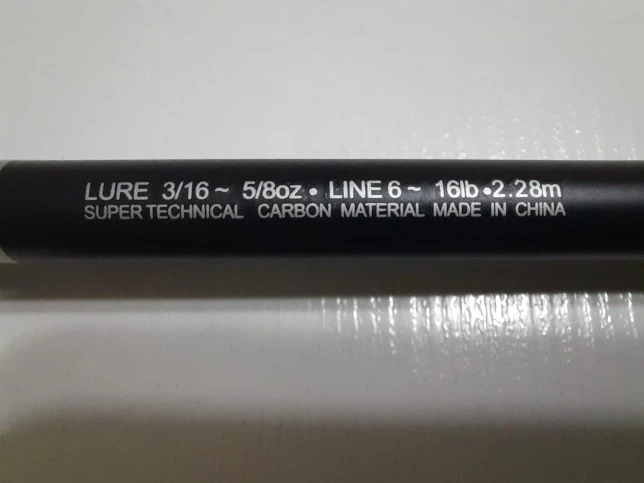 LURE 3/16~ 5/8oz • LINE 6~ 16lb •2.28m
SUPER TECHNICAL CARBON MATERIAL MADE IN CHINA